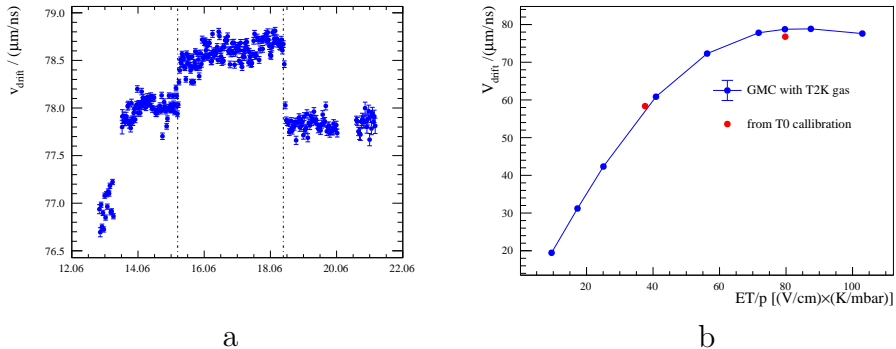 79.0
78.5
78.0
77.5
77.0
76.5
v_drift / (μm/ns)
12.06 14.06 16.06 18.06 20.06 22.06
a
80
70
60
50
40
30
20
V_drift / (μm/ns)
GMC with T2K gas
from T0 callibration
20 40 60 80 100
ET/p [(V/cm)×(K/mbar)]
b